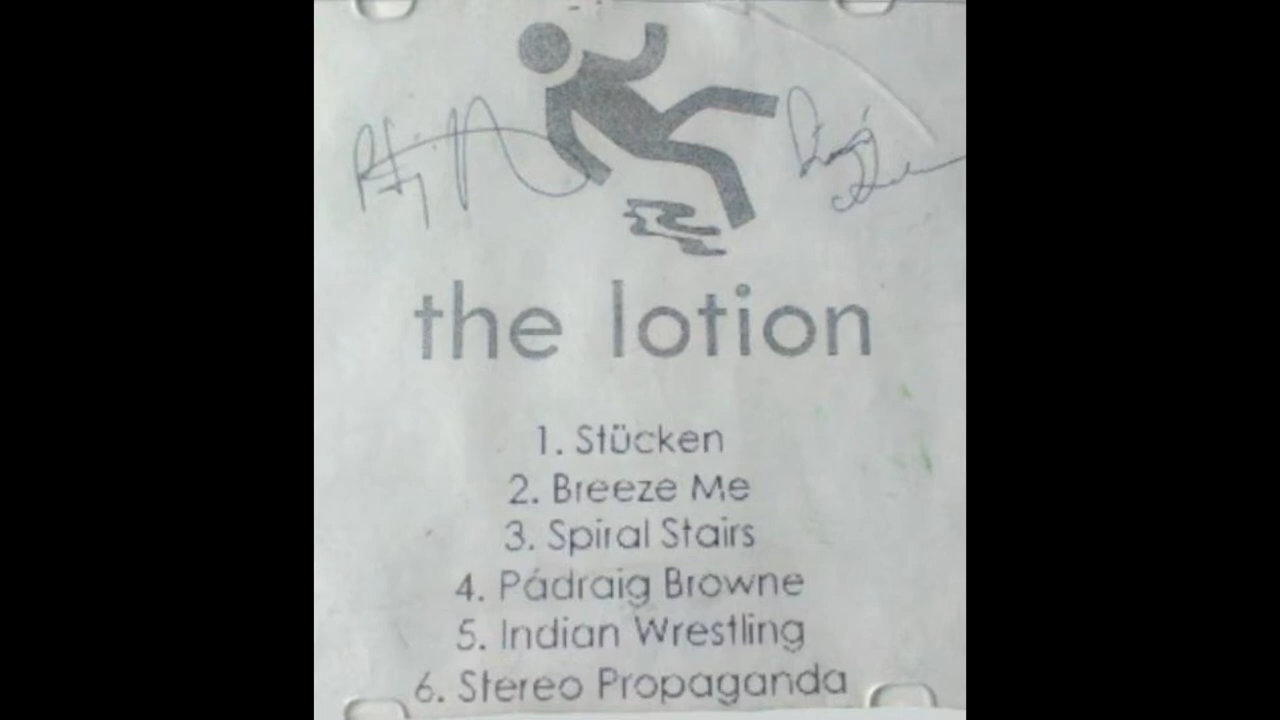 the lotion
1. Stücken
2. Breeze Me
3. Spiral Stairs
4. Pádraig Browne
5. Indian Wrestling
6. Stereo Propaganda